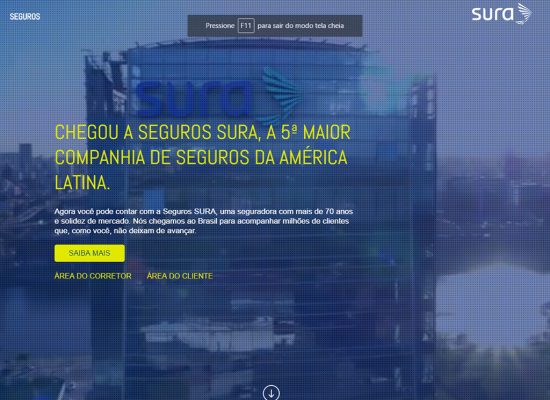 SEGUROS
Pressione F11 para sair do modo tela cheia
sura
sura
CHEGOU A SEGUROS SURA, A 5ª MAIOR
COMPANHIA DE SEGUROS DA AMÉRICA
LATINA.
Agora você pode contar com a Seguros SURA, uma seguradora com mais de 70 anos
e solidez de mercado. Nós chegamos ao Brasil para acompanhar milhões de clientes
que, como você, não deixam de avançar.
SAIBA MAIS
ÁREA DO CORRETOR ÁREA DO CLIENTE